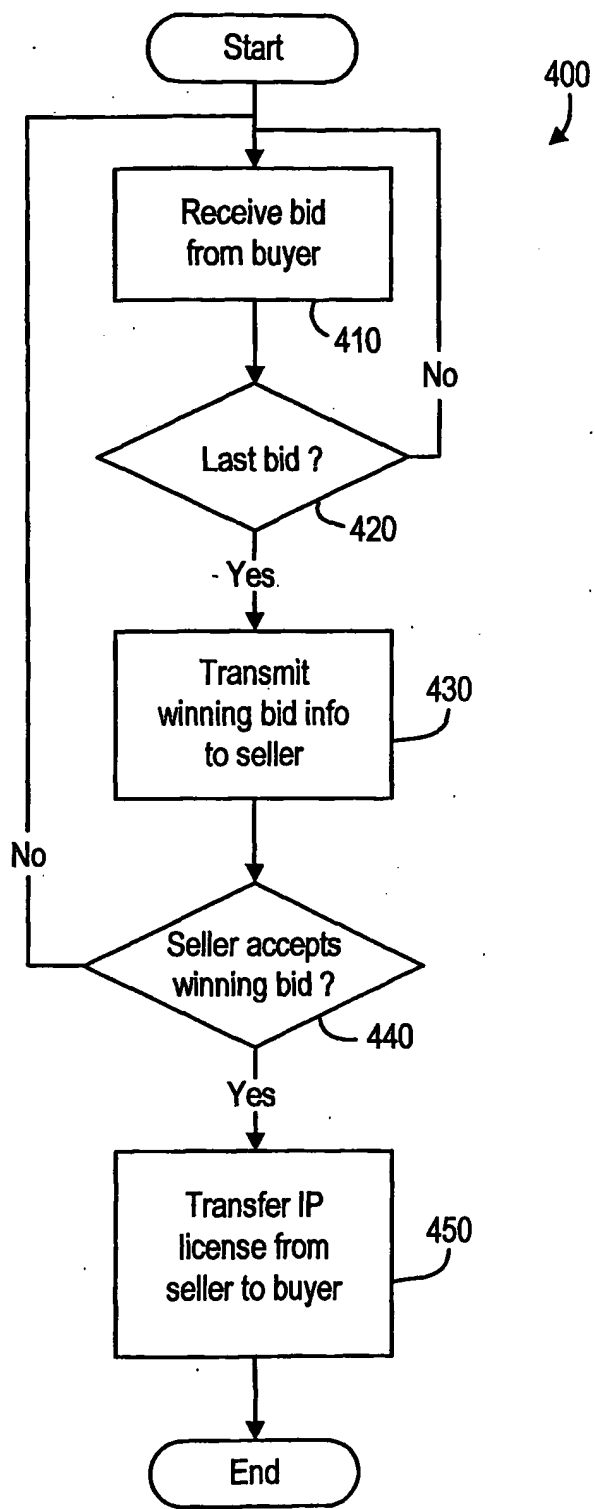 Start
400
Receive bid
from buyer
410
No
Last bid ?
420
Yes
Transmit
winning bid info
to seller
430
No
Seller accepts
winning bid ?
440
Yes
Transfer IP
license from
seller to buyer
450
End